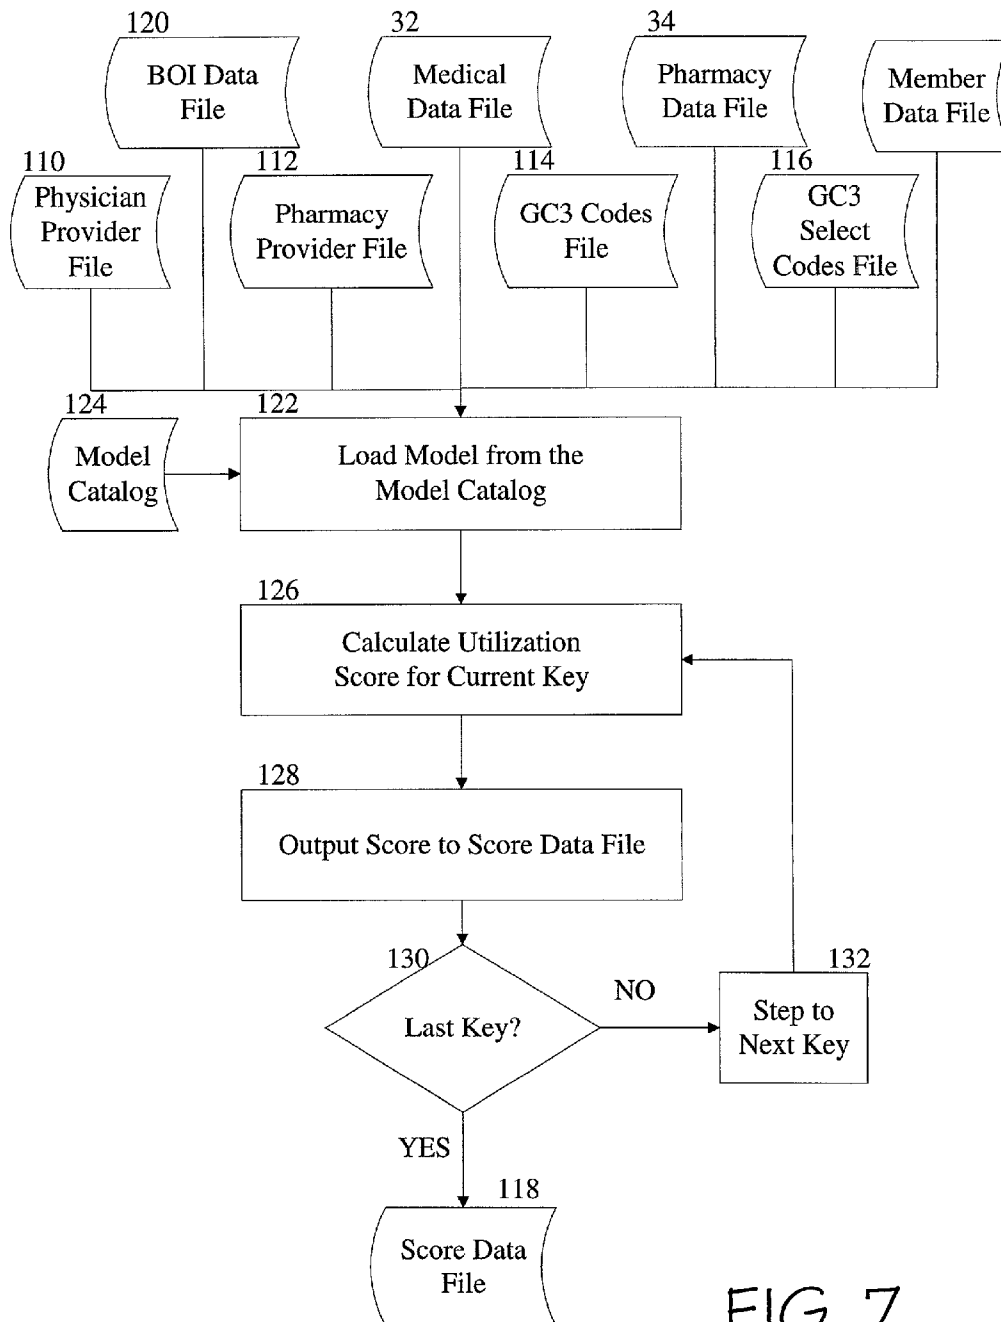 120
BOI Data
File
32
Medical
Data File
34
Pharmacy
Data File
Member
Data File
110
Physician
Provider
File
112
Pharmacy
Provider File
114
GC3 Codes
File
116
GC3
Select
Codes File
124
Model
Catalog
122
Load Model from the
Model Catalog
126
Calculate Utilization
Score for Current Key
128
Output Score to Score Data File
130
Last Key?
NO
132
Step to
Next Key
YES
118
Score Data
File
FIG. 7